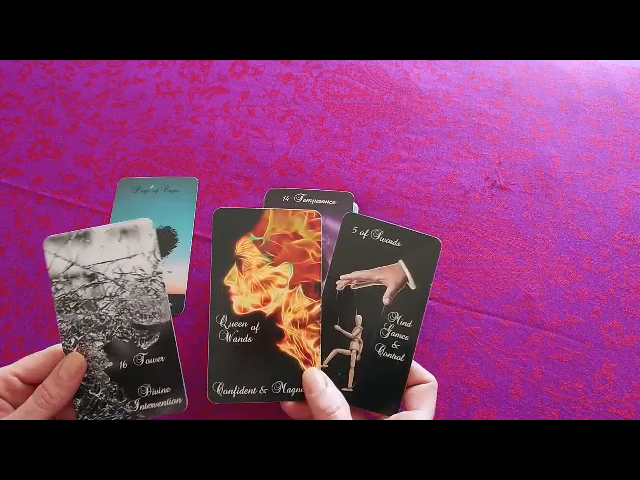 Page of Cups
14 Temperance
5 of Swords
Mind
Games
&
Control
Queen of
Wands
Confident & Magne
16 Tower
Divine
Intervention